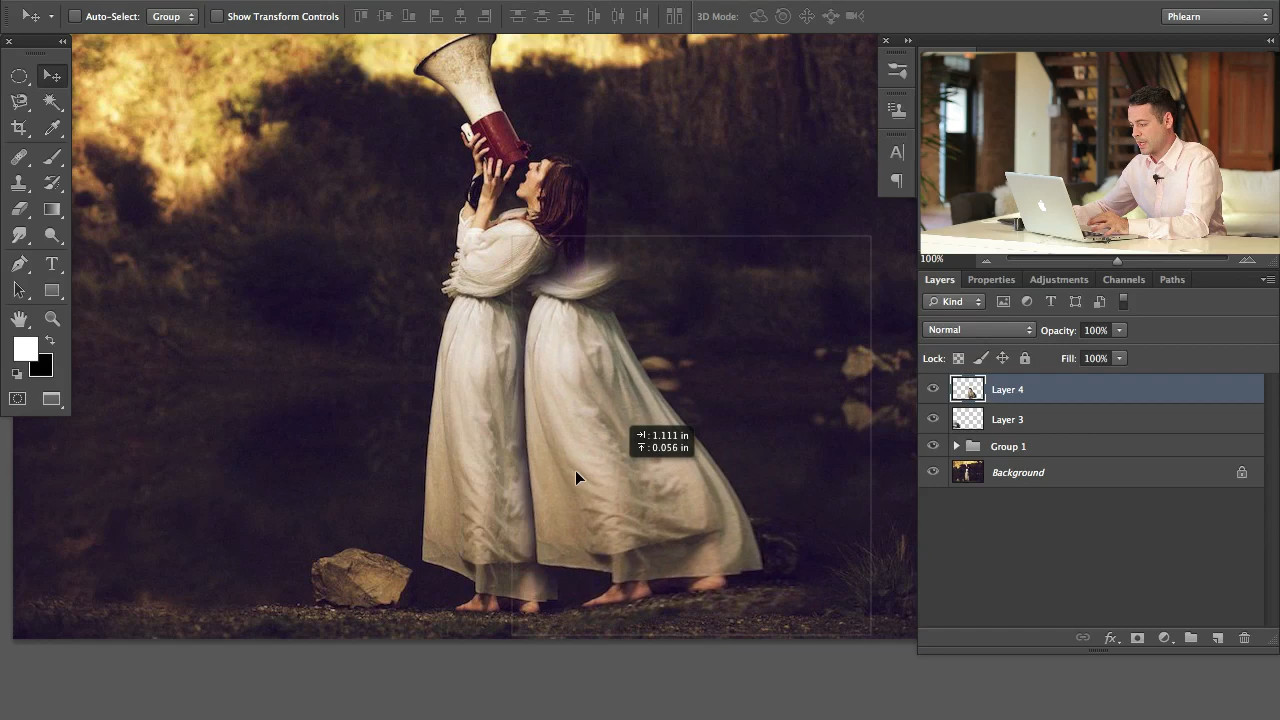 Auto-Select:
Group
Show Transform Controls
3D Mode:
Phlearn
A
T
100%
Layers
Properties
Adjustments
Channels
Paths
Kind
T
Normal
Opacity: 100%
Lock:
Fill: 100%
Layer 4
Layer 3
Group 1
Background
fx
: 1.111 in
: 0.056 in